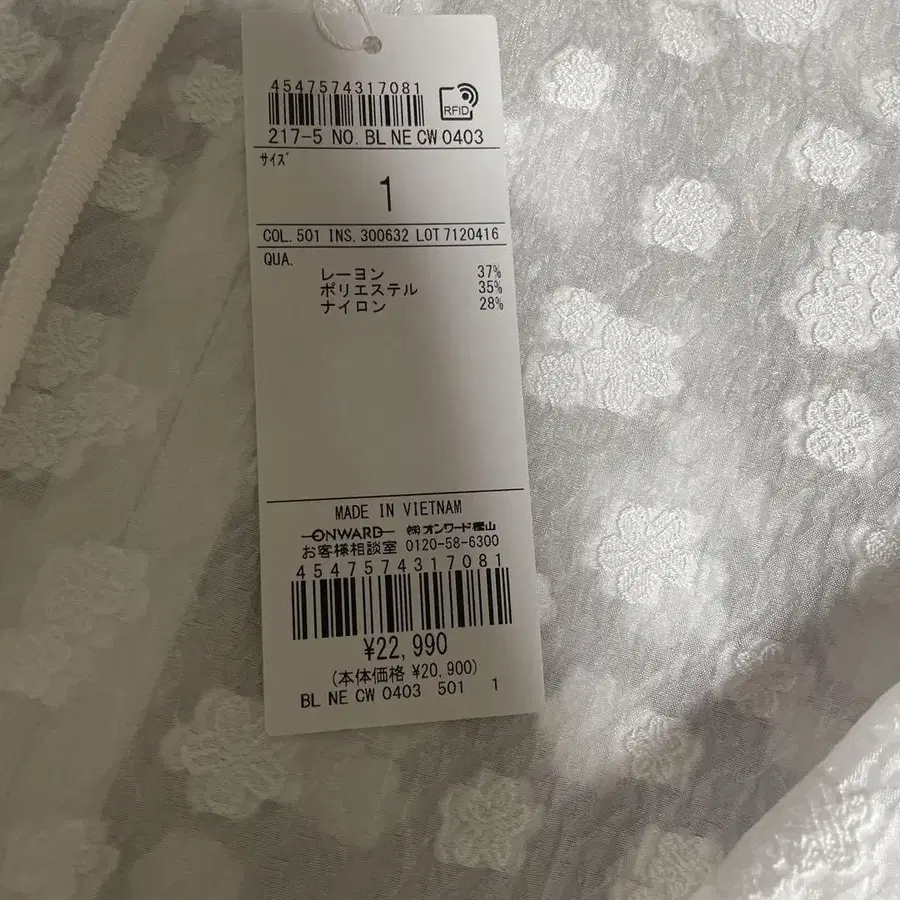 4547574317081
RFID
217-5 NO. BL NE CW 0403
サイズ
1
COL. 501 INS. 300632 LOT 7120416
QUA.
レーヨン 37%
ポリエステル 35%
ナイロン 28%
MADE IN VIETNAM
ONWARD ㈱オンワード樫山
お客様相談室 0120-58-6300
4547574317081
¥22,990
(本体価格 ¥20,900)
BL NE CW 0403 501 1